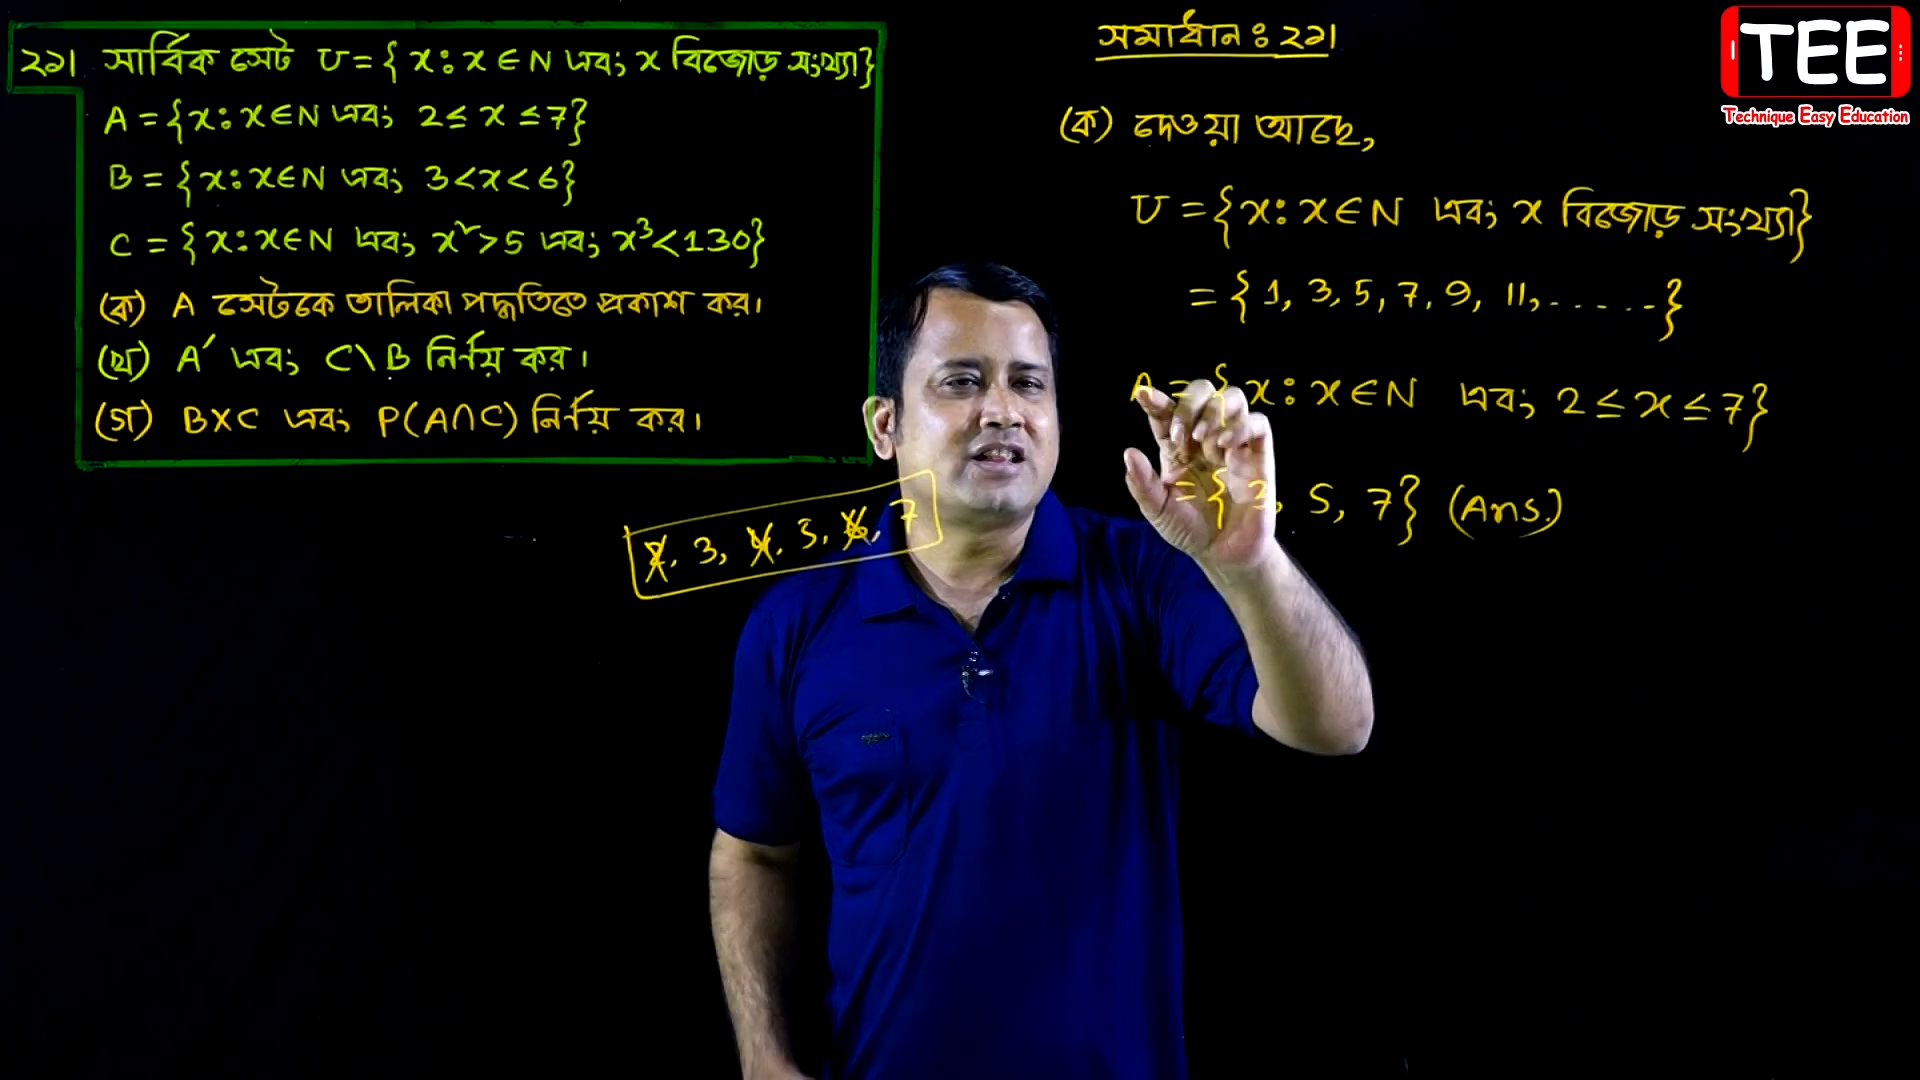 ২১। সার্বিক সেট U = { x : x ∈ N এবং x বিজোড় সংখ্যা}
A = {x : x ∈ N এবং 2 ≤ x ≤ 7}
B = {x : x ∈ N এবং 3 < x < 6}
C = {x : x ∈ N এবং x² > 5 এবং x³ < 130}
(ক) A সেটকে তালিকা পদ্ধতিতে প্রকাশ কর।
(খ) A′ এবং C \ B নির্ণয় কর।
(গ) B×C এবং P(A∩C) নির্ণয় কর।
2, 3, 4, 5, 6, 7
সমাধান : ২১।
(ক) দেওয়া আছে,
U = {x : x ∈ N এবং x বিজোড় সংখ্যা}
= { 1, 3, 5, 7, 9, 11, ......}
A = { x : x ∈ N এবং 2 ≤ x ≤ 7}
= { 3, 5, 7} (Ans.)
TEE
Technique Easy Education